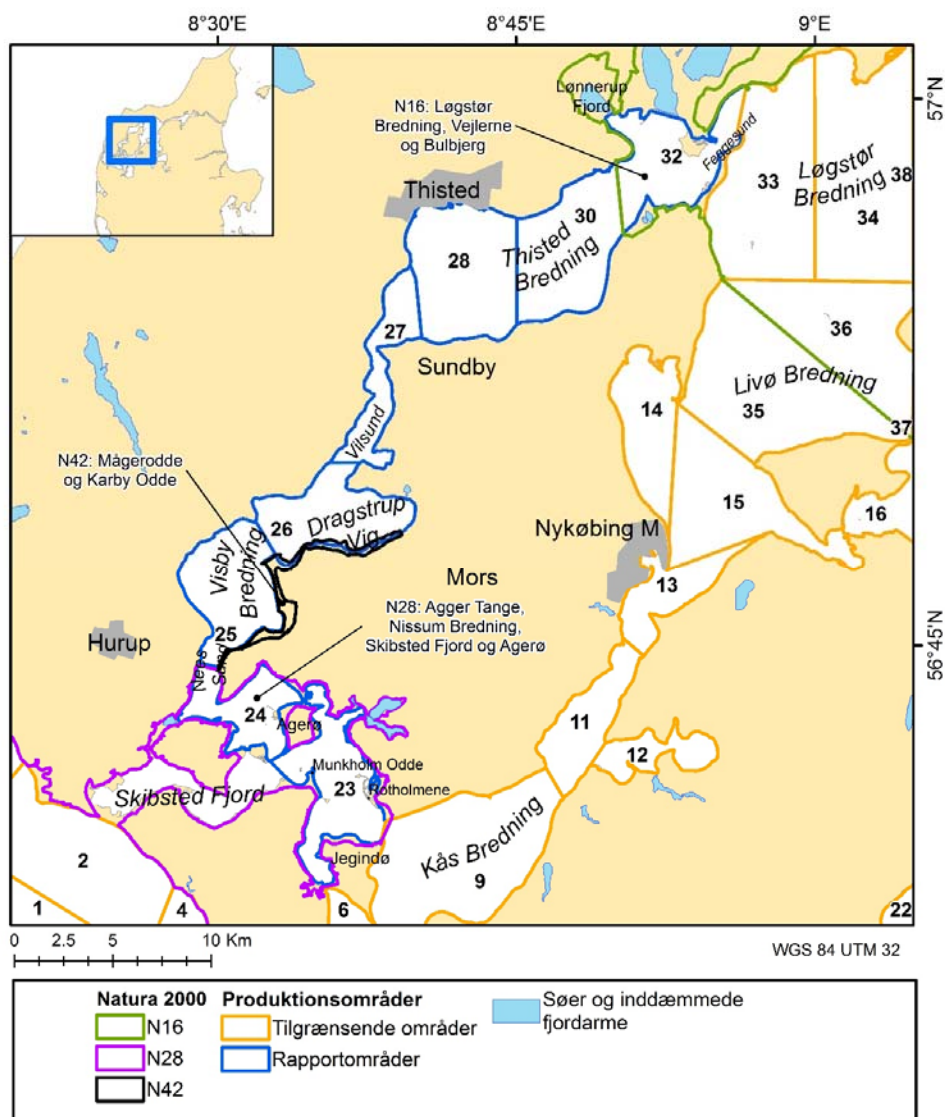 8°30'E
8°45'E
9°E
57°N
56°45'N
Lønnerup
Fjord
N16: Løgstør
Bredning, Vejlerne
og Bulbjerg
32
Feggesund
33
Løgstør
Bredning
38
34
Thisted
30
Thisted
Bredning
28
27
Sundby
36
Livø Bredning
35
37
14
Vilsund
N42: Mågerodde
og Karby Odde
15
16
26
Dragstrup
Vig
Nykøbing M
Visby
Bredning
13
Mors
N28: Agger Tange,
Nissum Bredning,
Skibsted Fjord og Agerø
Hurup
25
Nees
Sund
24
Agerø
11
12
Munkholm Odde
23
Rotholmene
Skibsted Fjord
Kås Bredning
9
Jegindø
2
1
4
6
22
0 2.5 5 10 Km
WGS 84 UTM 32
Natura 2000
N16
N28
N42
Produktionsområder
Tilgrænsende områder
Rapportområder
Søer og inddæmmede
fjordarme